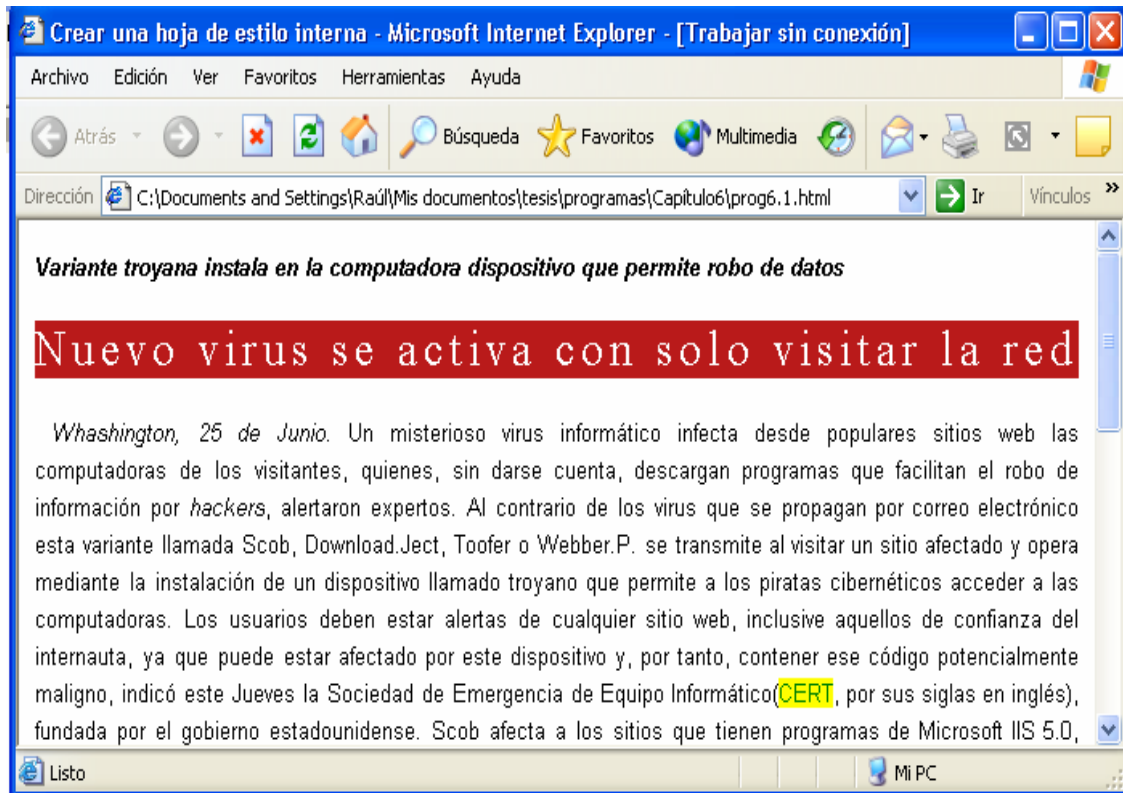 Crear una hoja de estilo interna - Microsoft Internet Explorer - [Trabajar sin conexión]
Archivo Edición Ver Favoritos Herramientas Ayuda
Atrás Búsqueda Favoritos Multimedia
Dirección C:\Documents and Settings\Raúl\Mis documentos\tesis\programas\Capítulo6\prog6.1.html Ir Vínculos »
Variante troyana instala en la computadora dispositivo que permite robo de datos
Nuevo virus se activa con solo visitar la red
Whashington, 25 de Junio. Un misterioso virus informático infecta desde populares sitios web las
computadoras de los visitantes, quienes, sin darse cuenta, descargan programas que facilitan el robo de
información por hackers, alertaron expertos. Al contrario de los virus que se propagan por correo electrónico
esta variante llamada Scob, Download.Ject, Toofer o Webber.P. se transmite al visitar un sitio afectado y opera
mediante la instalación de un dispositivo llamado troyano que permite a los piratas cibernéticos acceder a las
computadoras. Los usuarios deben estar alertas de cualquier sitio web, inclusive aquellos de confianza del
internauta, ya que puede estar afectado por este dispositivo y, por tanto, contener ese código potencialmente
maligno, indicó este Jueves la Sociedad de Emergencia de Equipo Informático(CERT, por sus siglas en inglés),
fundada por el gobierno estadounidense. Scob afecta a los sitios que tienen programas de Microsoft IIS 5.0,
Listo Mi PC